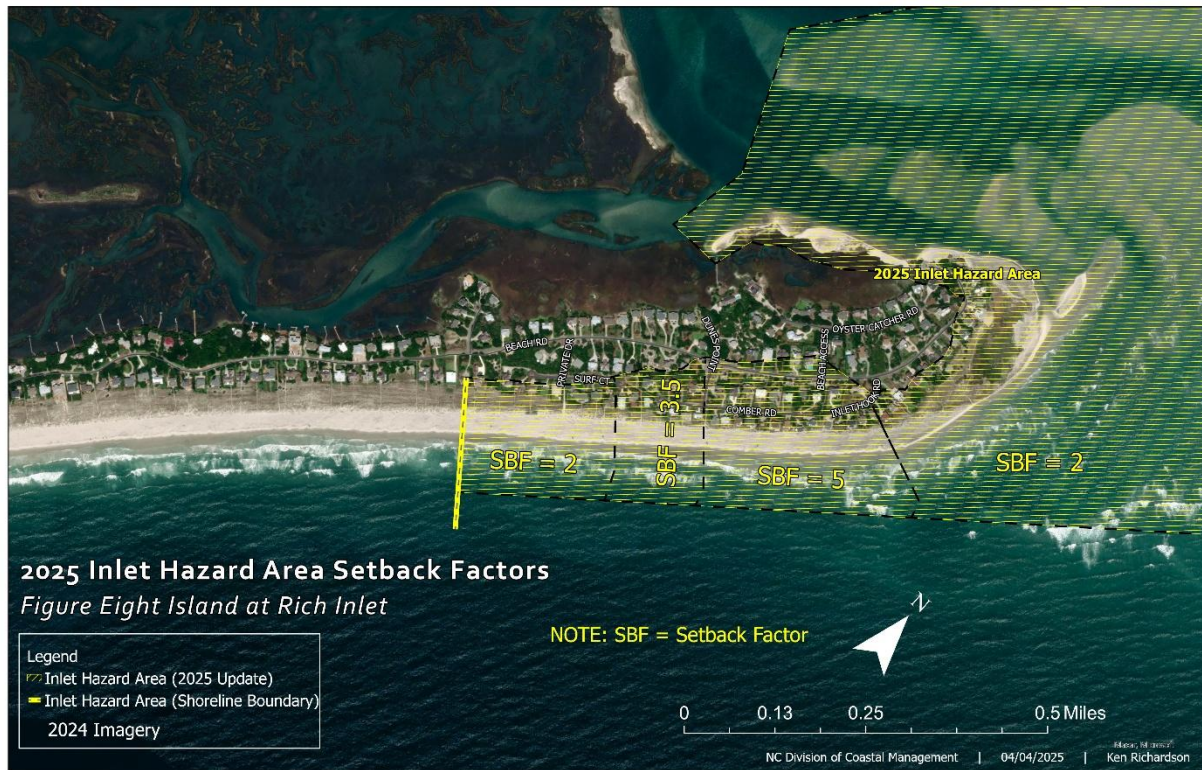 2025 Inlet Hazard Area
OYSTER CATCHER RD
DUNES POINT
BEACH RD
PRIVATE DR
BEACH ACCESS
SURF CT
SBF = 3.5
COMBER RD
INLET HOOK RD
SBF = 2
SBF = 5
SBF = 2
2025 Inlet Hazard Area Setback Factors
Figure Eight Island at Rich Inlet
NOTE: SBF = Setback Factor
N
Legend
Inlet Hazard Area (2025 Update)
Inlet Hazard Area (Shoreline Boundary)
2024 Imagery
0 0.13 0.25 0.5 Miles
NC Division of Coastal Management | 04/04/2025 | Ken Richardson